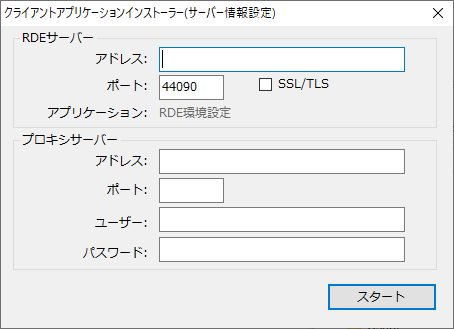 クライアントアプリケーションインストーラー(サーバー情報設定)
RDEサーバー
アドレス:
ポート: 44090 SSL/TLS
アプリケーション: RDE環境設定
プロキシサーバー
アドレス:
ポート:
ユーザー:
パスワード:
スタート